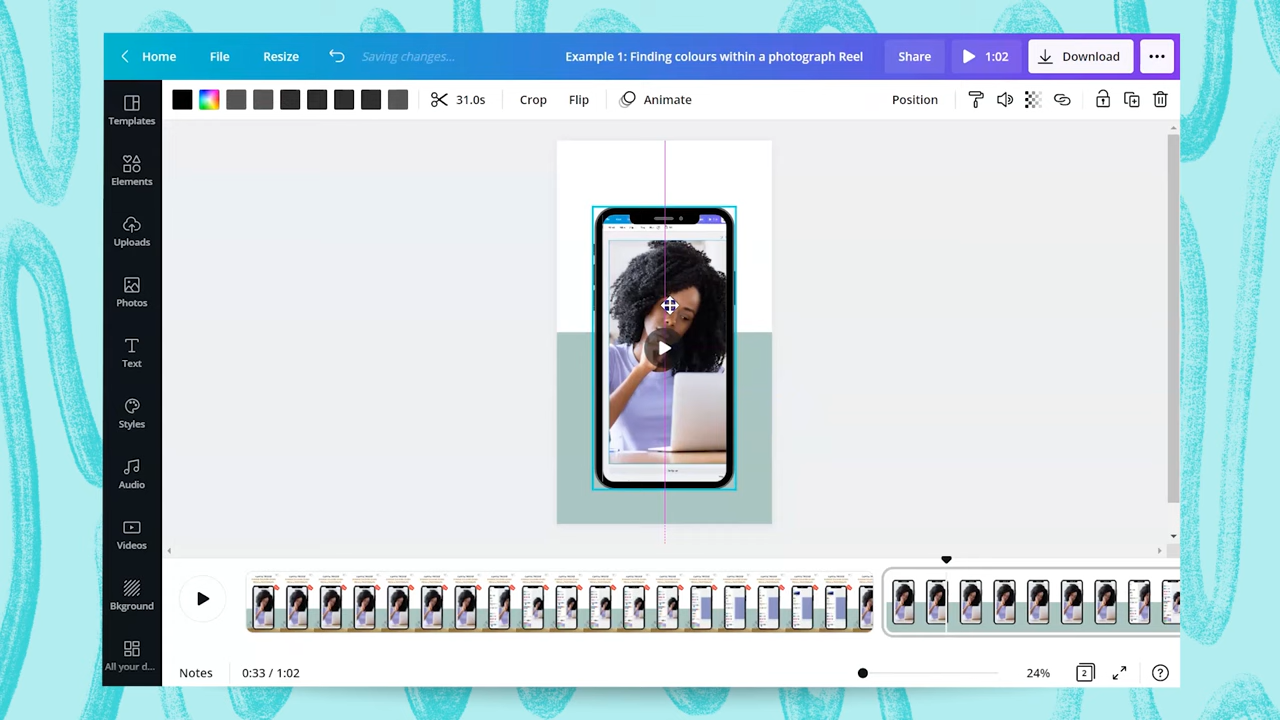 Home File Resize Saving changes... Example 1: Finding colours within a photograph Reel Share 1:02 Download
31.0s Crop Flip Animate Position
Templates
Elements
Uploads
Photos
Text
Styles
Audio
Videos
Bkground
All your d...
Notes 0:33 / 1:02 24% 2 ?